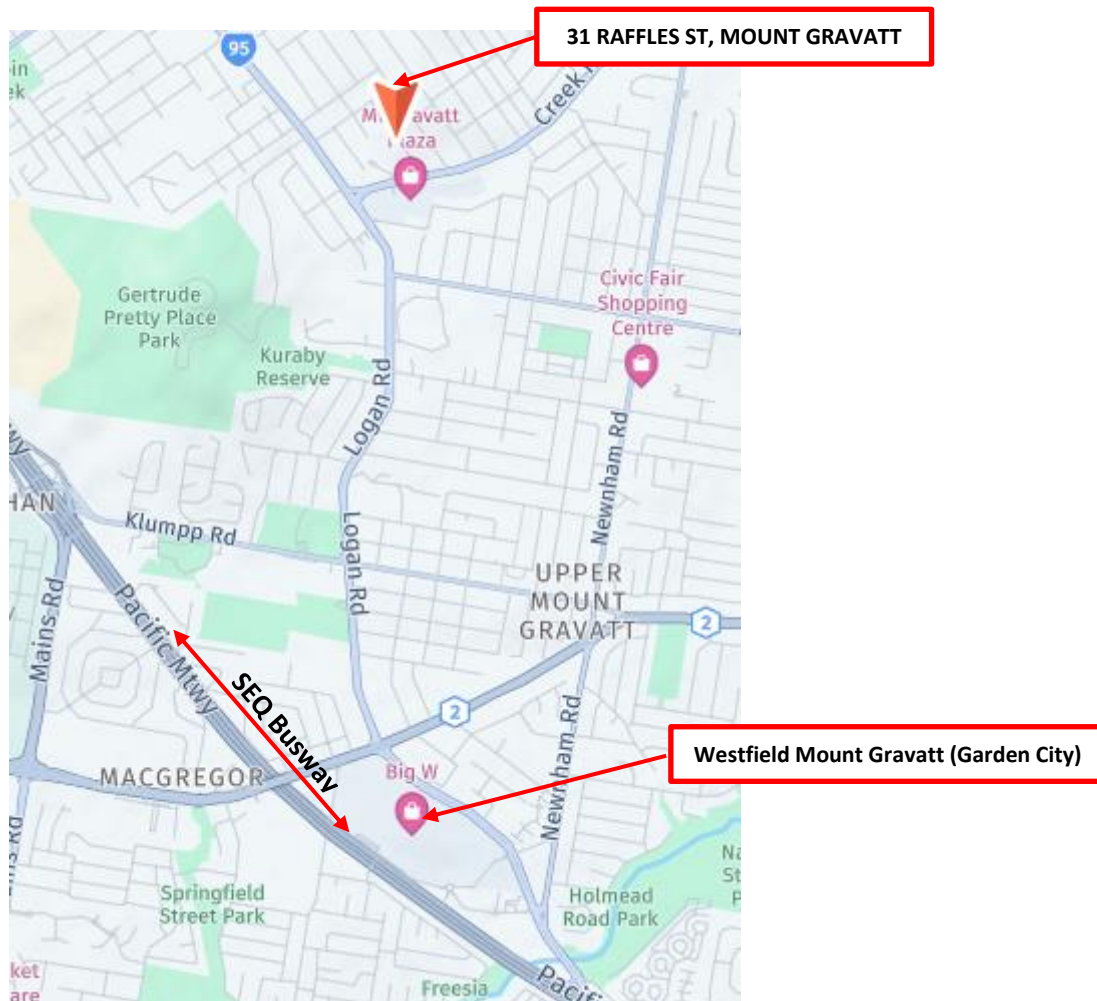 31 RAFFLES ST, MOUNT GRAVATT
95
Creek
Plaza
Civic Fair
Shopping
Centre
Gertrude
Pretty Place
Park
Kuraby
Reserve
Logan Rd
Newnham Rd
Klumpp Rd
Logan Rd
UPPER
MOUNT
GRAVATT
2
Mains Rd
Pacific Mtwy
SEQ Busway
2
Westfield Mount Gravatt (Garden City)
MACGREGOR
Big W
Newnham Rd
Springfield
Street Park
Holmead
Road Park
Freesia